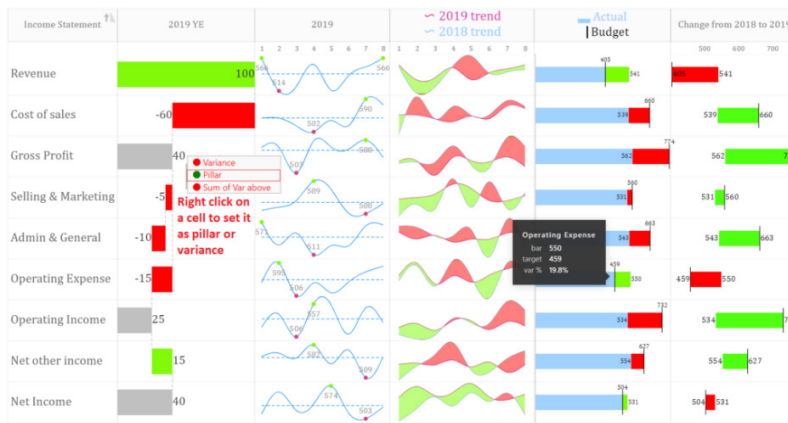 2019 trend
Income Statement 2019 YE 2019 2018 trend Actual Budget Change from 2018 to 2019
1 2 3 4 5 6 7 8 1 2 3 4 5 6 7 8 500 600
Revenue 100 566 514 566 605 541 605 541
Cost of sales -60 502 590 539 660 539 660
Gross Profit 40 503 588 562 774 562
Variance
Pillar
Sum of Var above
Right click on
a cell to set it
as pillar or
variance
Selling & Marketing -5 589 508 531 560 531 560
Admin & General -10 571 511 543 663 543 663
Operating Expense
bar 550
target 459
var % 19.8%
Operating Expense -15 595 506 459 550 459 550
Operating Income 25 506 557 534 732 534
Net other income 15 582 509 554 627 554 627
Net Income 40 574 503 504 531 504 531